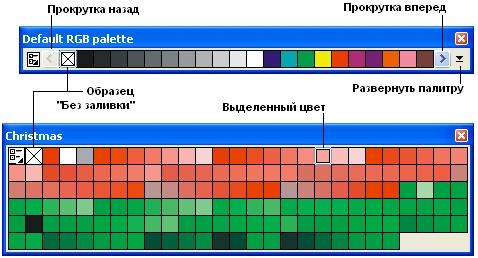 Прокрутка назад
Прокрутка вперед
Default RGB palette
Образец
"Без заливки"
Развернуть палитру
Выделенный цвет
Christmas